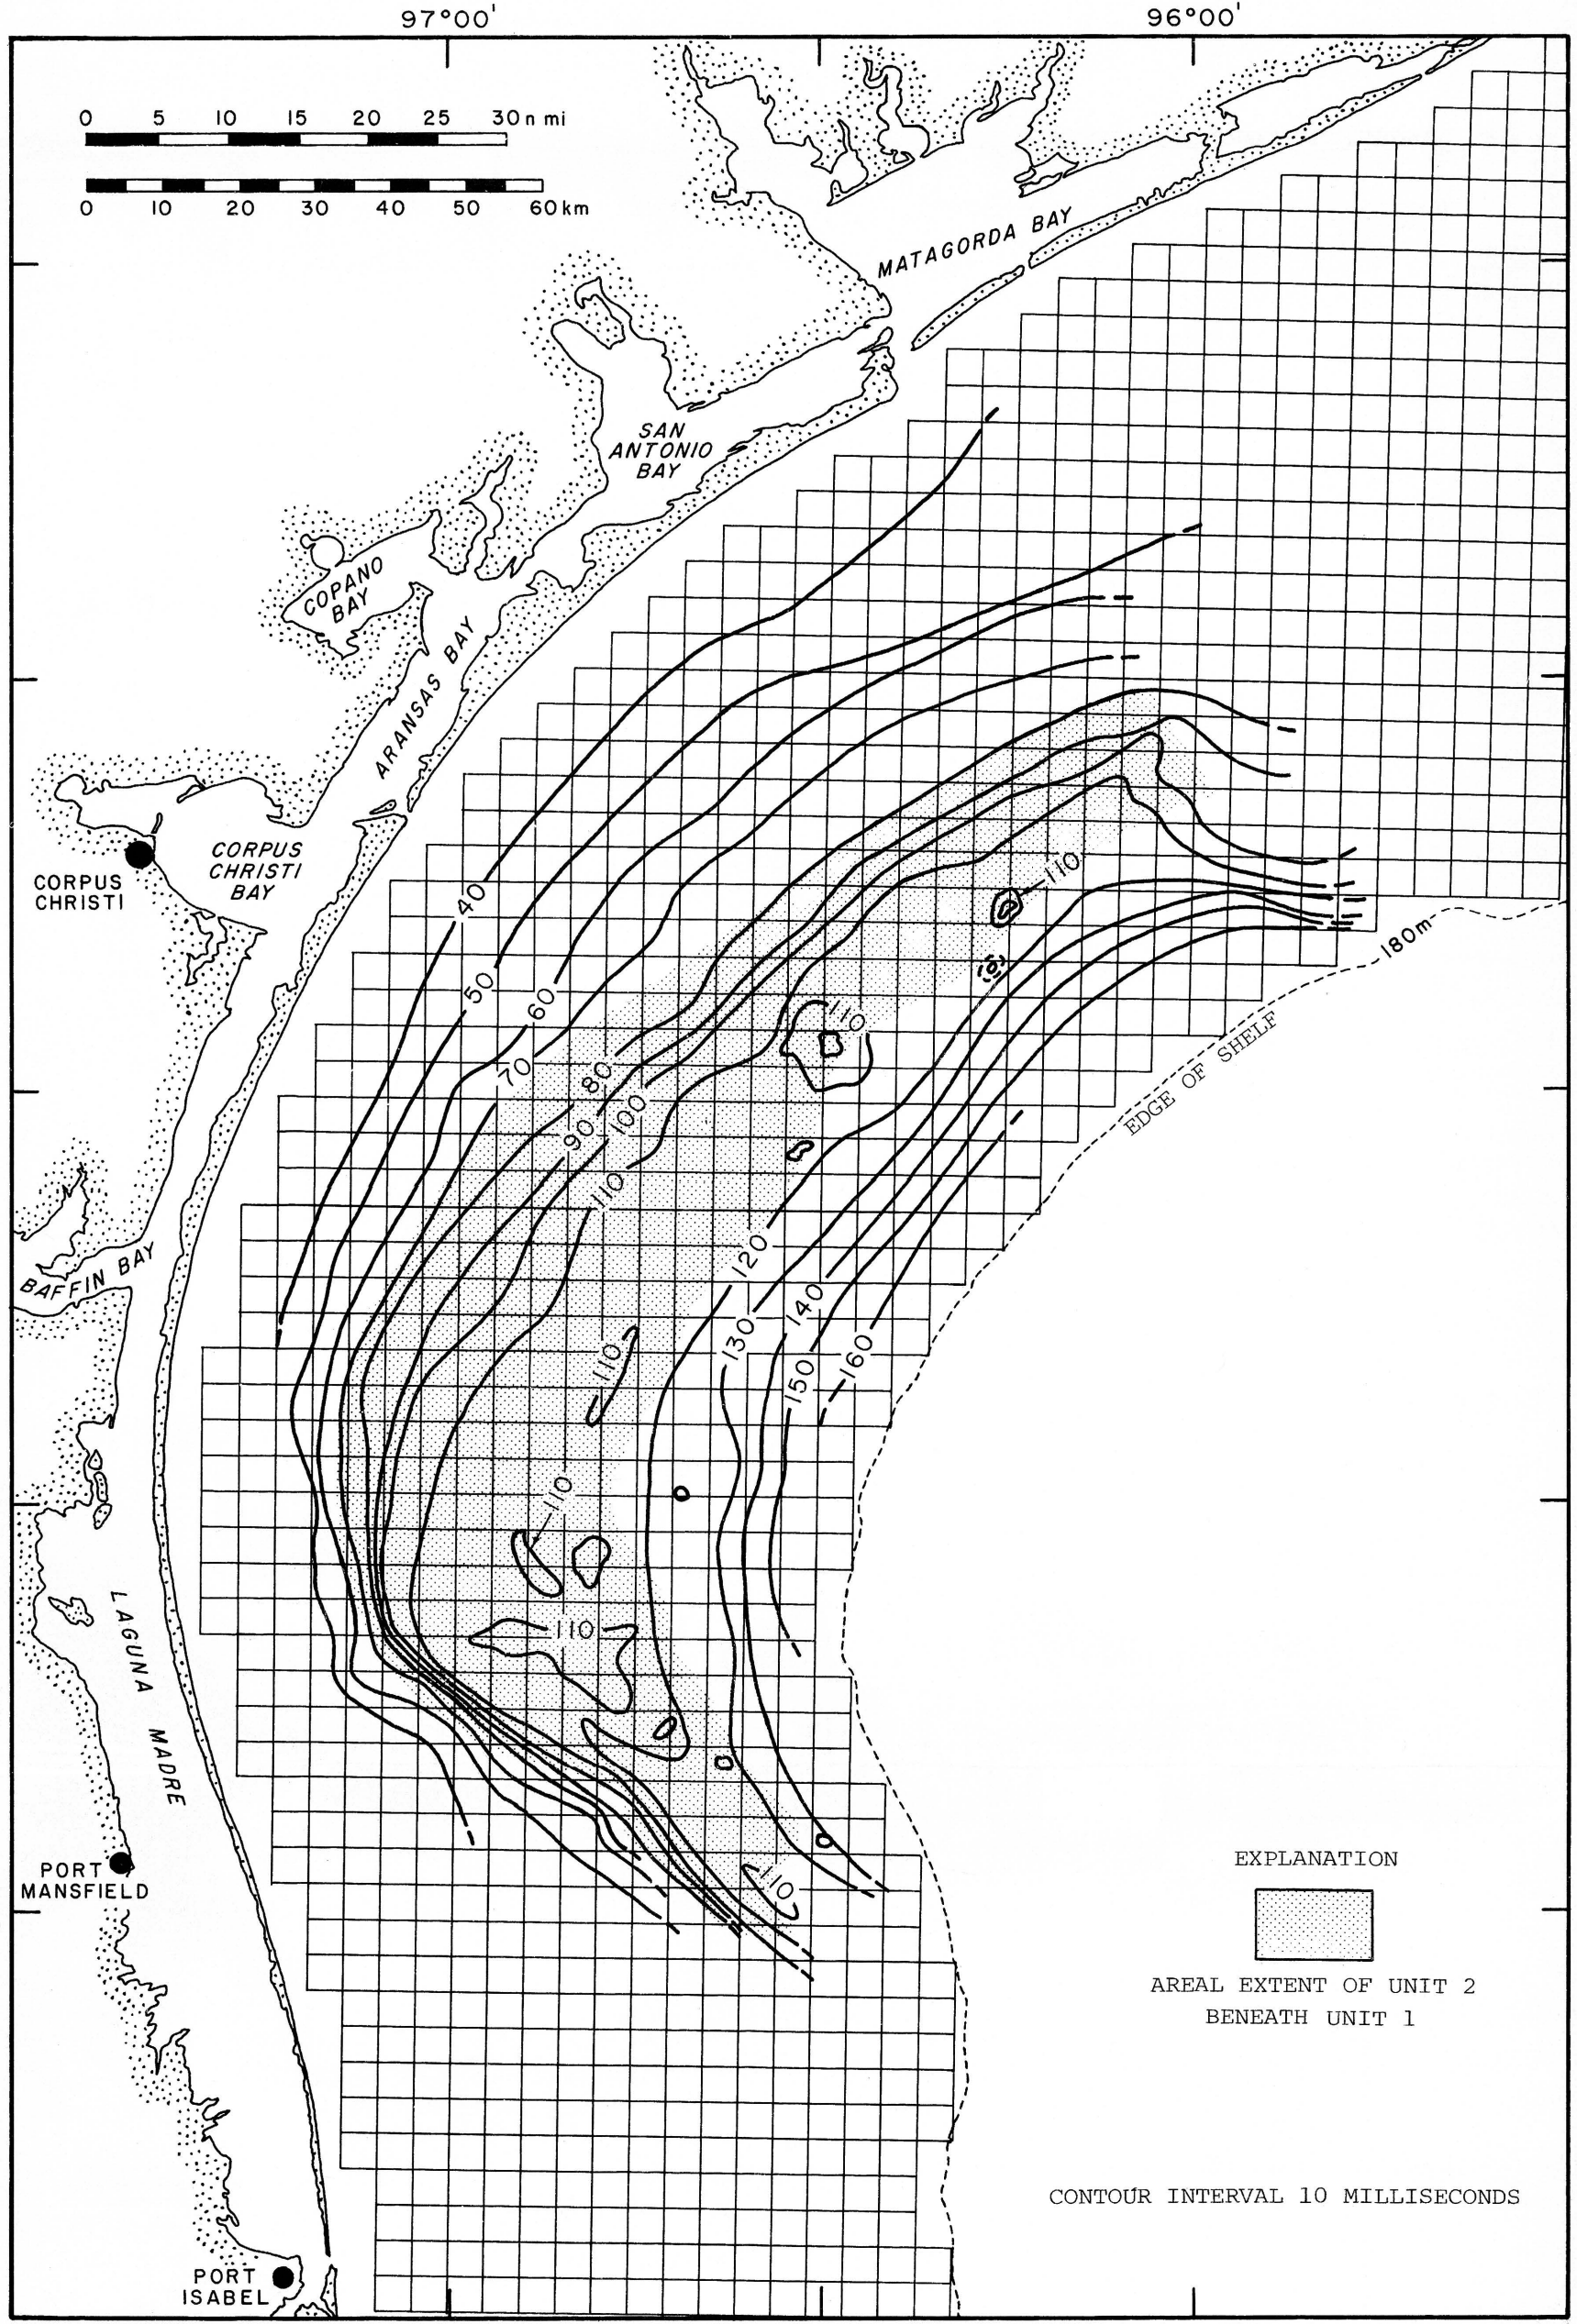 97°00'
96°00'
0 5 10 15 20 25 30 n mi
0 10 20 30 40 50 60 km
MATAGORDA BAY
SAN
ANTONIO
BAY
COPANO
BAY
ARANSAS BAY
CORPUS
CHRISTI
BAY
CORPUS
CHRISTI
40
110
180m
50
60
110
EDGE OF SHELF
70
80
90
100
110
120
BAFFIN BAY
130
140
110
150
160
110
110
LAGUNA MADRE
110
PORT
MANSFIELD
EXPLANATION
AREAL EXTENT OF UNIT 2
BENEATH UNIT 1
CONTOUR INTERVAL 10 MILLISECONDS
PORT
ISABEL